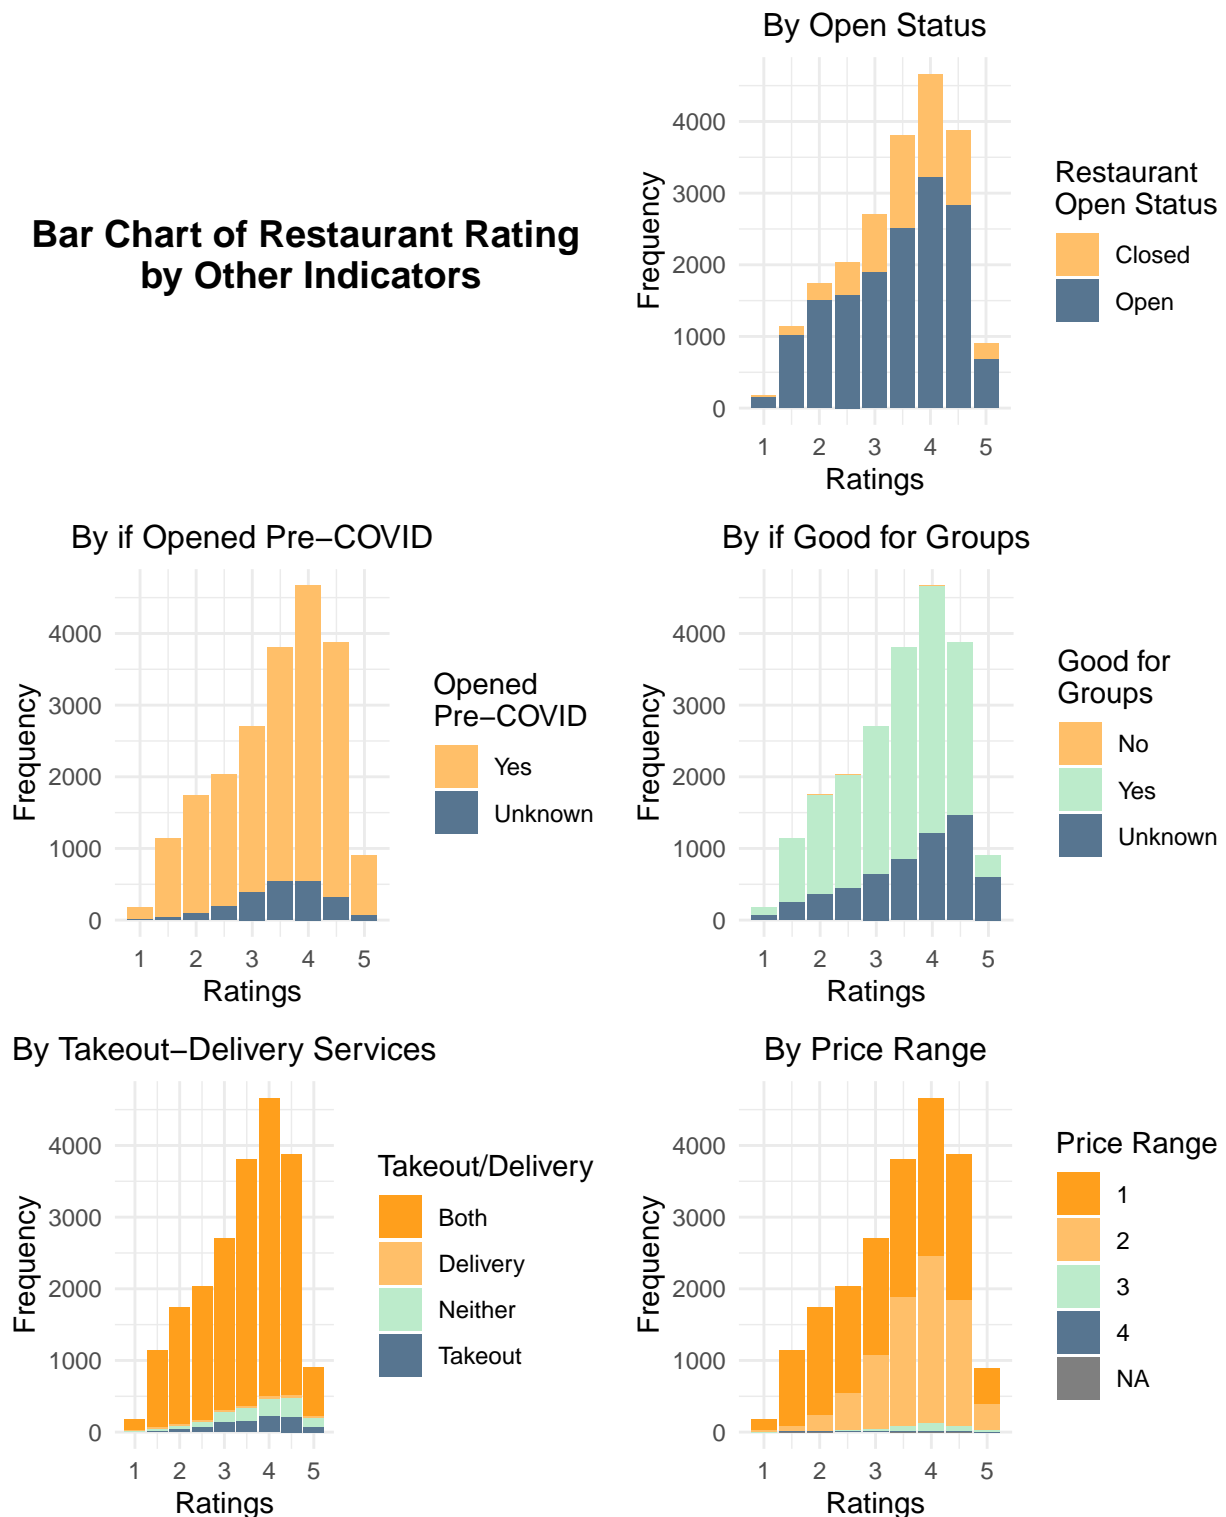 Bar Chart of Restaurant Rating
by Other Indicators
By Open Status
Frequency
4000
3000
2000
1000
0
1 2 3 4 5
Ratings
Restaurant
Open Status
Closed
Open
By if Opened Pre−COVID
Frequency
4000
3000
2000
1000
0
1 2 3 4 5
Ratings
Opened
Pre−COVID
Yes
Unknown
By if Good for Groups
Frequency
4000
3000
2000
1000
0
1 2 3 4 5
Ratings
Good for
Groups
No
Yes
Unknown
By Takeout−Delivery Services
Frequency
4000
3000
2000
1000
0
1 2 3 4 5
Ratings
Takeout/Delivery
Both
Delivery
Neither
Takeout
By Price Range
Frequency
4000
3000
2000
1000
0
1 2 3 4 5
Ratings
Price Range
1
2
3
4
NA